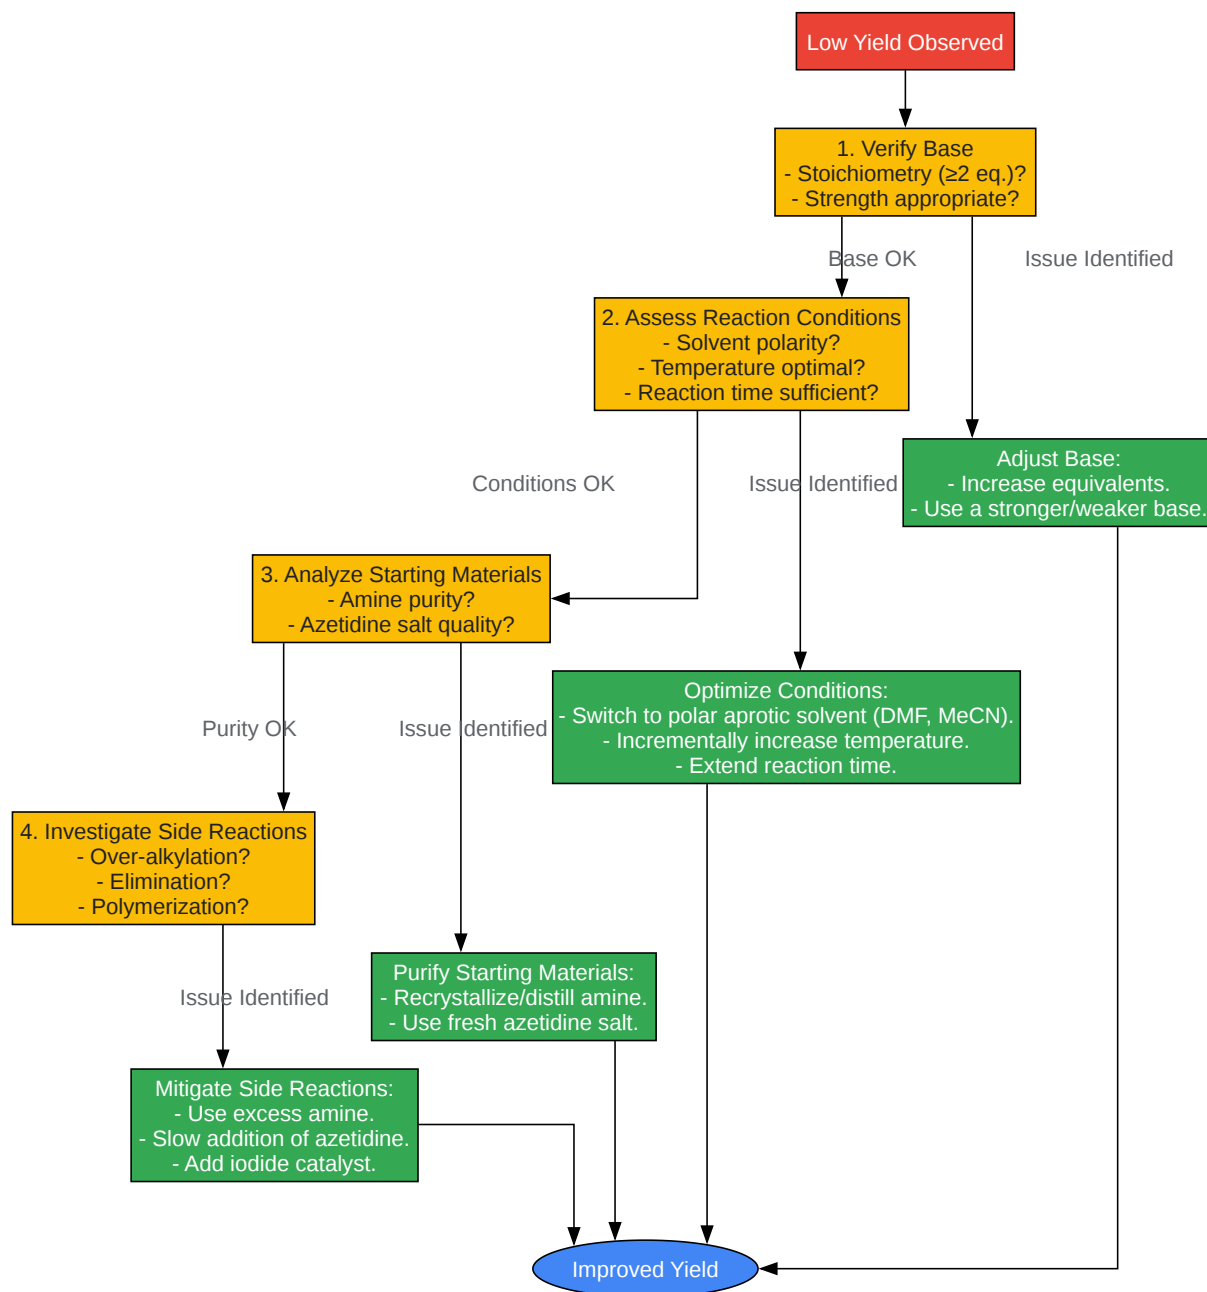 Low Yield Observed
1. Verify Base
- Stoichiometry (≥2 eq.)?
- Strength appropriate?
Base OK
Issue Identified
2. Assess Reaction Conditions
- Solvent polarity?
- Temperature optimal?
- Reaction time sufficient?
Adjust Base:
- Increase equivalents.
- Use a stronger/weaker base.
Conditions OK
Issue Identified
3. Analyze Starting Materials
- Amine purity?
- Azetidine salt quality?
Optimize Conditions:
- Switch to polar aprotic solvent (DMF, MeCN).
- Incrementally increase temperature.
- Extend reaction time.
Purity OK
Issue Identified
4. Investigate Side Reactions
- Over-alkylation?
- Elimination?
- Polymerization?
Purify Starting Materials:
- Recrystallize/distill amine.
- Use fresh azetidine salt.
Issue Identified
Mitigate Side Reactions:
- Use excess amine.
- Slow addition of azetidine.
- Add iodide catalyst.
Improved Yield